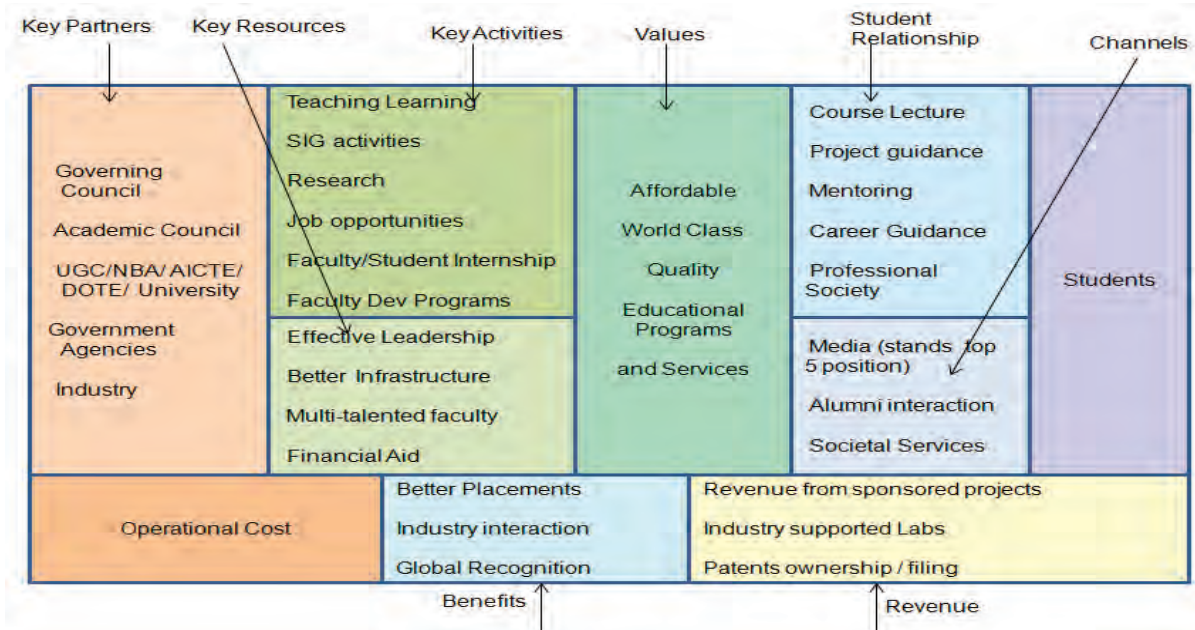 Key Partners
Key Resources
Key Activities
Values
Student
Relationship
Channels
Governing
Council
Academic Council
UGC/NBA/ AICTE/
DOTE/ University
Government
Agencies
Industry
Teaching Learning
SIG activities
Research
Job opportunities
Faculty/Student Internship
Faculty Dev Programs
Effective Leadership
Better Infrastructure
Multi-talented faculty
Financial Aid
Affordable
World Class
Quality
Educational
Programs
and Services
Course Lecture
Project guidance
Mentoring
Career Guidance
Professional
Society
Media (stands top
5 position)
Alumni interaction
Societal Services
Students
Operational Cost
Better Placements
Industry interaction
Global Recognition
Revenue from sponsored projects
Industry supported Labs
Patents ownership / filing
Benefits
Revenue